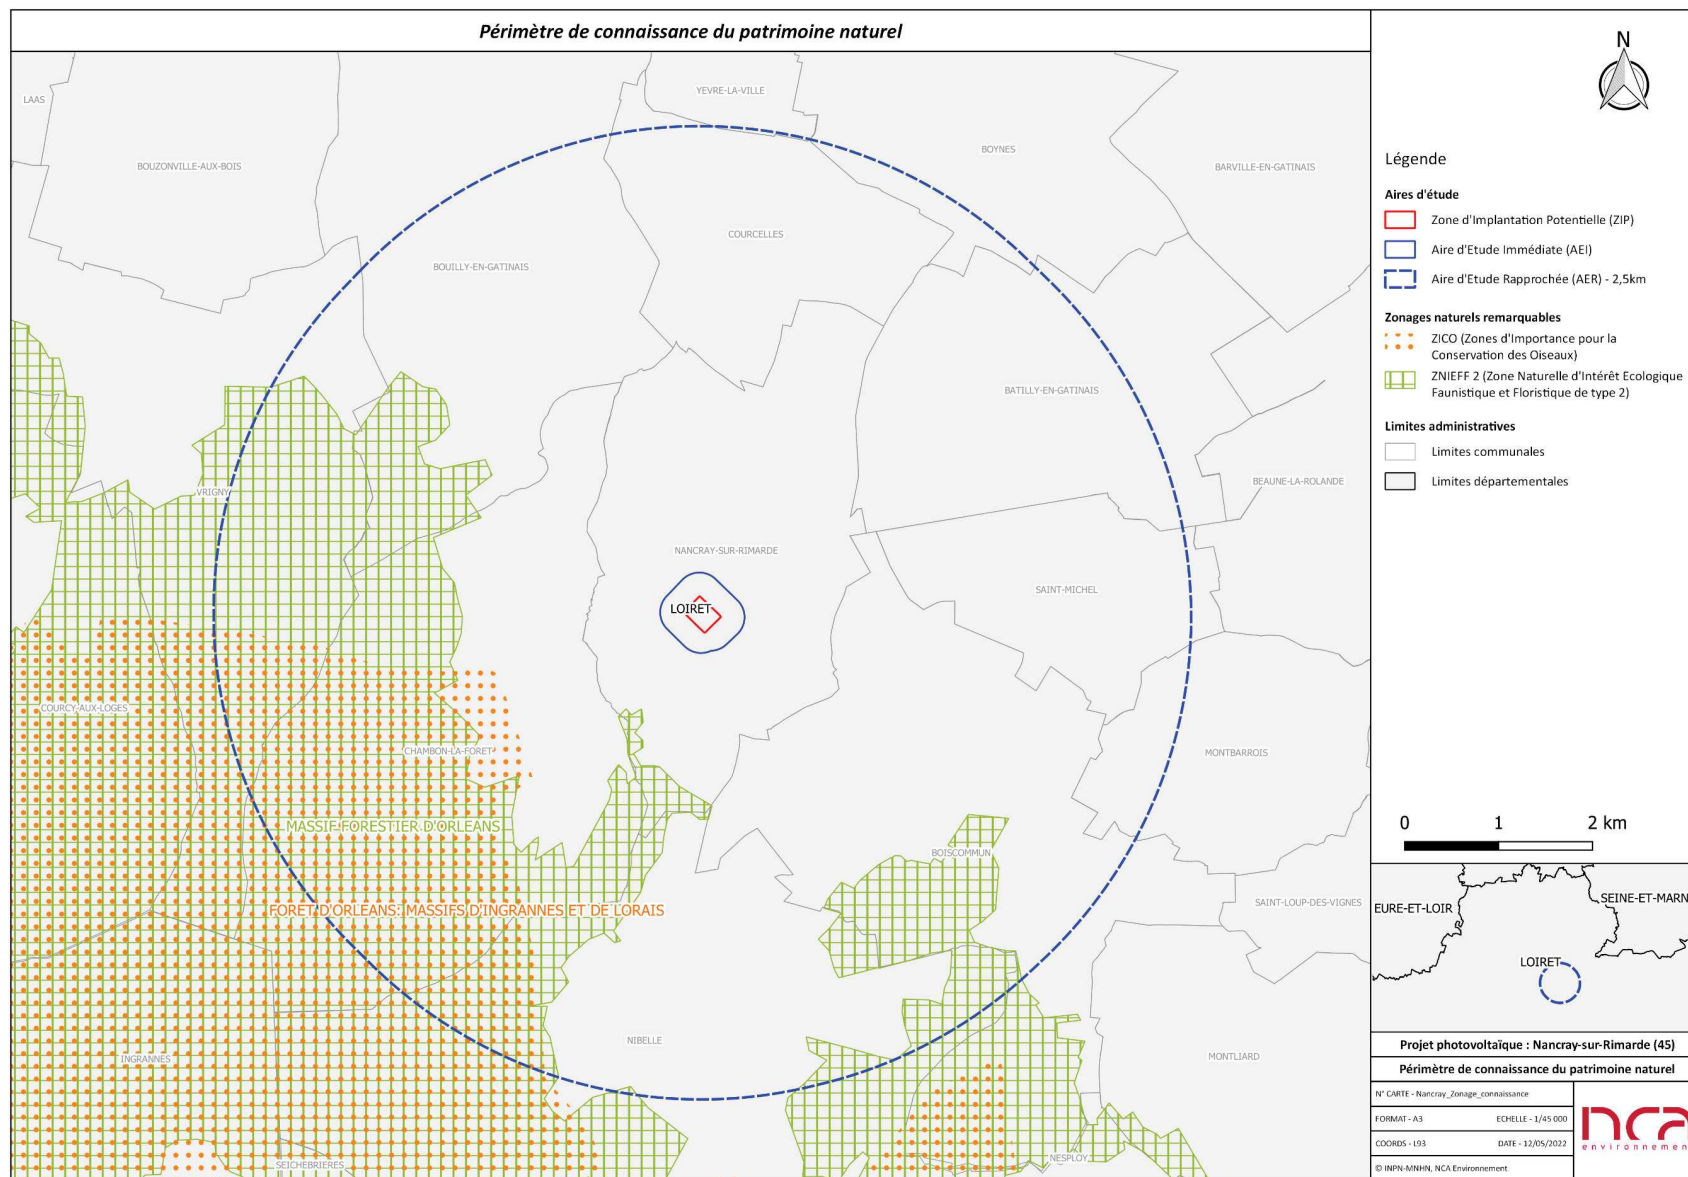 Périmètre de connaissance du patrimoine naturel
N
LAAS
YEVRE-LA-VILLE
BOYNES
BOUZONVILLE-AUX-BOIS
BARVILLE-EN-GATINAIS
COURCELLES
BOUILLY-EN-GATINAIS
BATILLY-EN-GATINAIS
BEAUNE-LA-ROLANDE
VRIGNY
NANCRAY-SUR-RIMARDE
SAINT-MICHEL
LOIRET
COURCY-AUX-LOGES
CHAMBON-LA-FORET
MONTBARROIS
MASSIF FORESTIER D'ORLEANS
BOISCOMMUN
SAINT-LOUP-DES-VIGNES
FORET D'ORLEANS: MASSIFS D'INGRANNES ET DE LORAIS
NIBELLE
INGRANNES
MONTLIARD
SEICHEBRIERES
NESPLOY
Légende
Aires d'étude
Zone d'Implantation Potentielle (ZIP)
Aire d'Etude Immédiate (AEI)
Aire d'Etude Rapprochée (AER) - 2,5km
Zonages naturels remarquables
ZICO (Zones d'Importance pour la
Conservation des Oiseaux)
ZNIEFF 2 (Zone Naturelle d'Intérêt Ecologique
Faunistique et Floristique de type 2)
Limites administratives
Limites communales
Limites départementales
0 1 2 km
EURE-ET-LOIR
SEINE-ET-MARN
LOIRET
Projet photovoltaïque : Nancray-sur-Rimarde (45)
Périmètre de connaissance du patrimoine naturel
N° CARTE - Nancray_Zonage_connaissance
FORMAT - A3 ECHELLE - 1/45 000
COORDS - L93 DATE - 12/05/2022
© INPN-MNHN, NCA Environnement
nca
environnemen